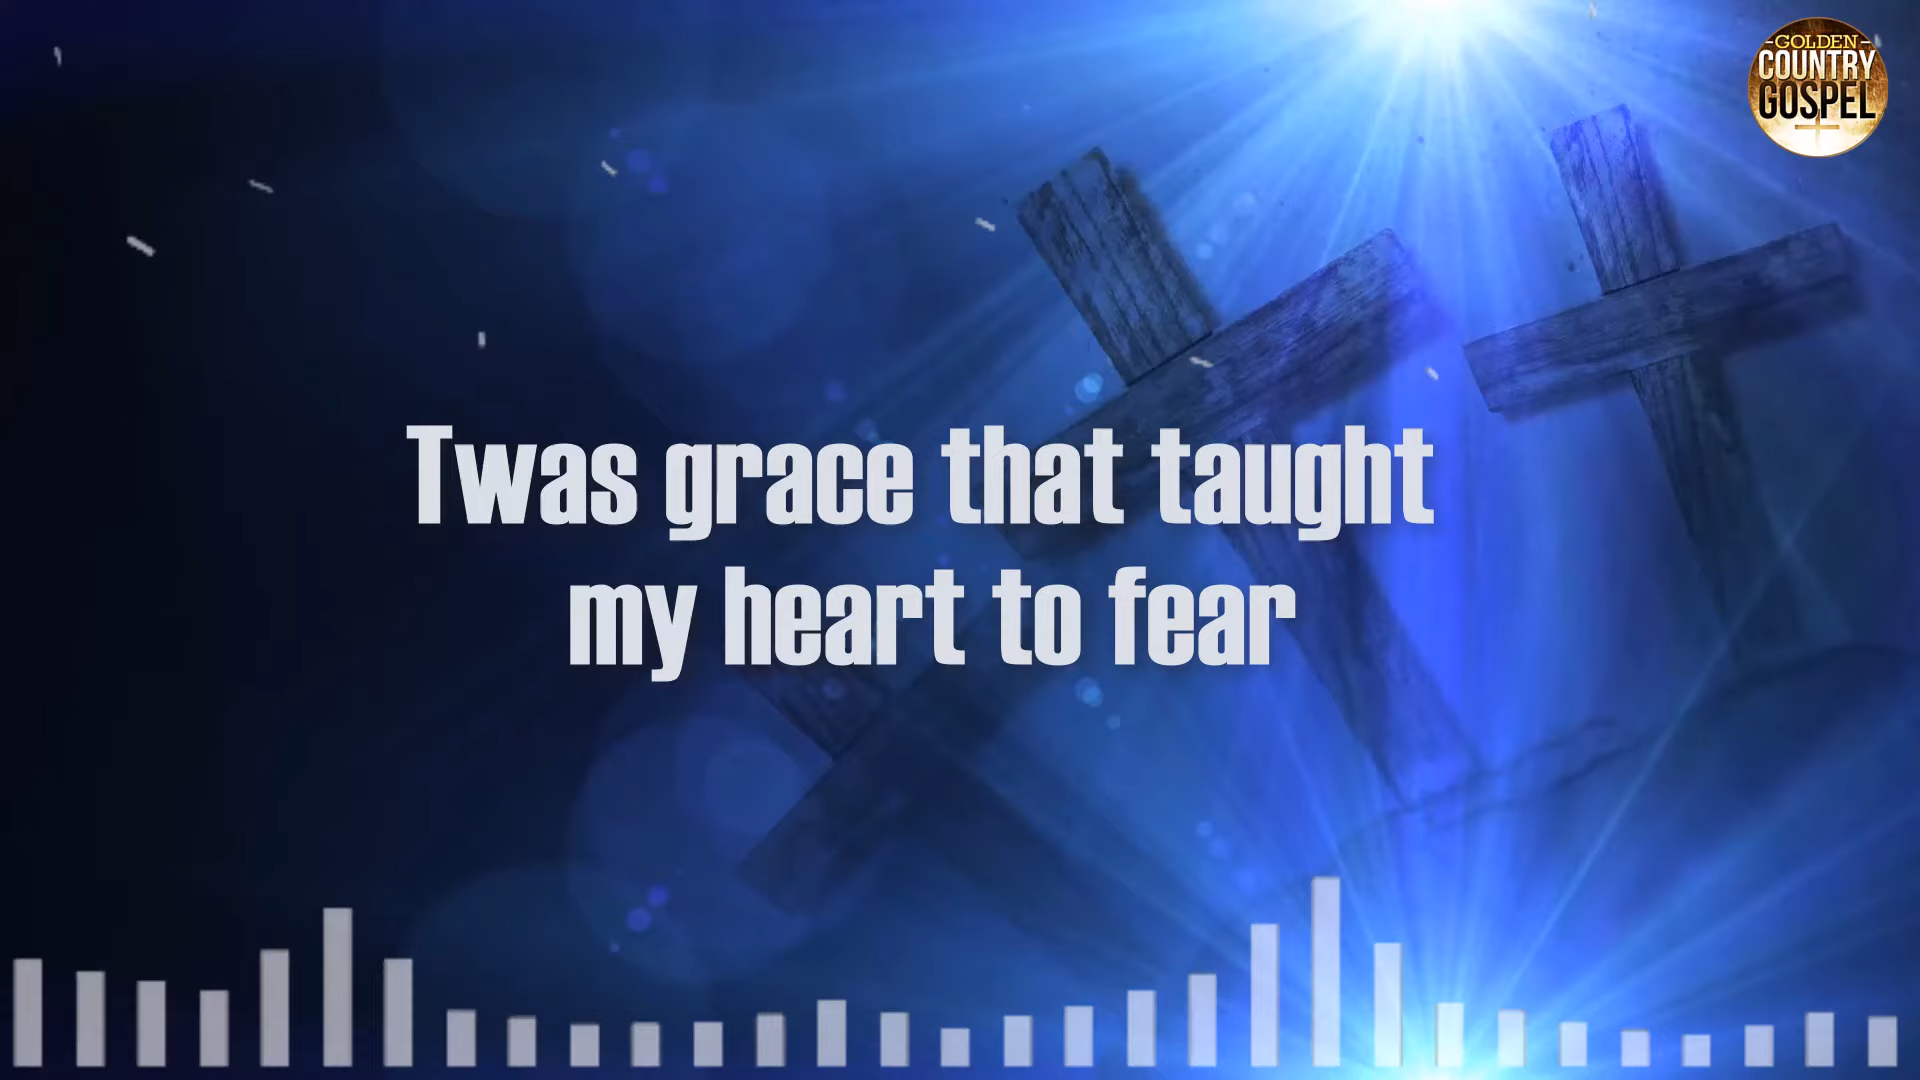 -GOLDEN-
COUNTRY
GOSPEL
Twas grace that taught
my heart to fear